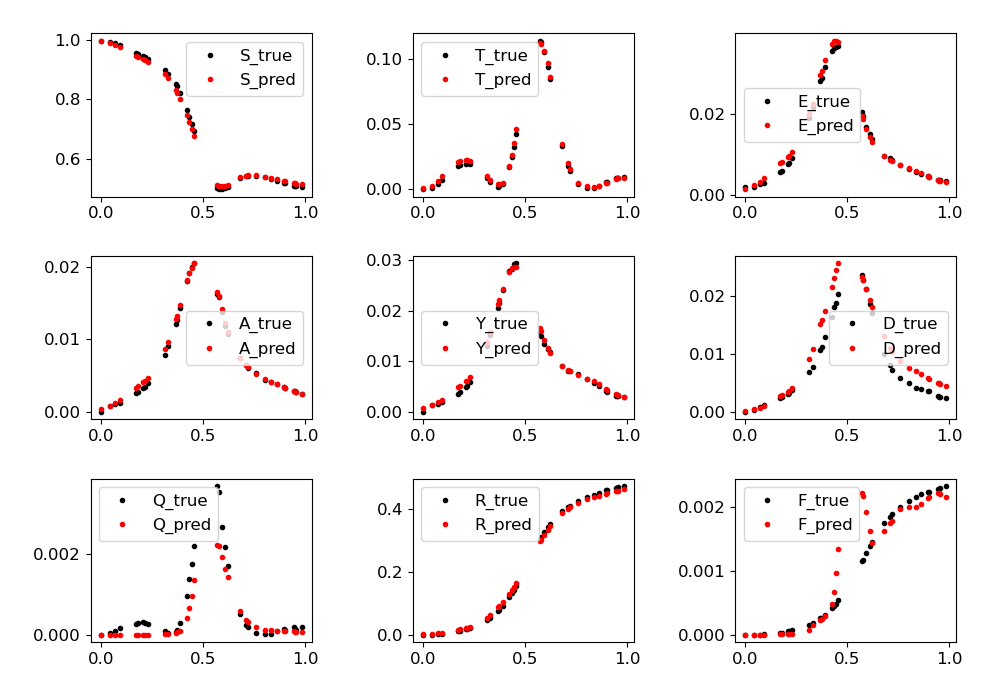 1.0
0.8
0.6
S_true
S_pred
0.0
0.5
1.0
0.10
0.05
0.00
T_true
T_pred
0.0
0.5
1.0
0.02
0.00
E_true
E_pred
0.0
0.5
1.0
0.02
0.01
0.00
A_true
A_pred
0.0
0.5
1.0
0.03
0.02
0.01
0.00
Y_true
Y_pred
0.0
0.5
1.0
0.02
0.01
0.00
D_true
D_pred
0.0
0.5
1.0
0.002
0.000
Q_true
Q_pred
0.0
0.5
1.0
0.4
0.2
0.0
R_true
R_pred
0.0
0.5
1.0
0.002
0.001
0.000
F_true
F_pred
0.0
0.5
1.0